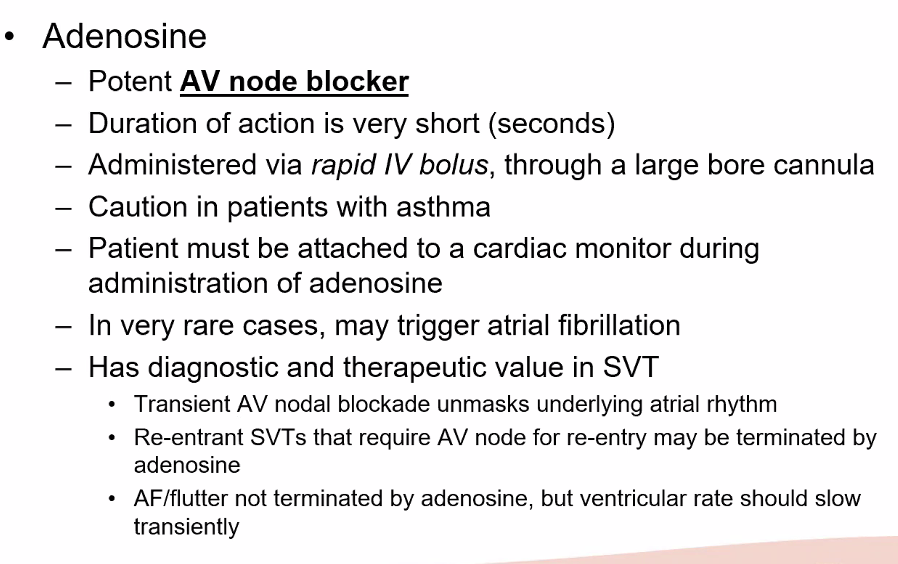 • Adenosine
– Potent AV node blocker
– Duration of action is very short (seconds)
– Administered via rapid IV bolus, through a large bore cannula
– Caution in patients with asthma
– Patient must be attached to a cardiac monitor during
administration of adenosine
– In very rare cases, may trigger atrial fibrillation
– Has diagnostic and therapeutic value in SVT
• Transient AV nodal blockade unmasks underlying atrial rhythm
• Re-entrant SVTs that require AV node for re-entry may be terminated by
adenosine
• AF/flutter not terminated by adenosine, but ventricular rate should slow
transiently